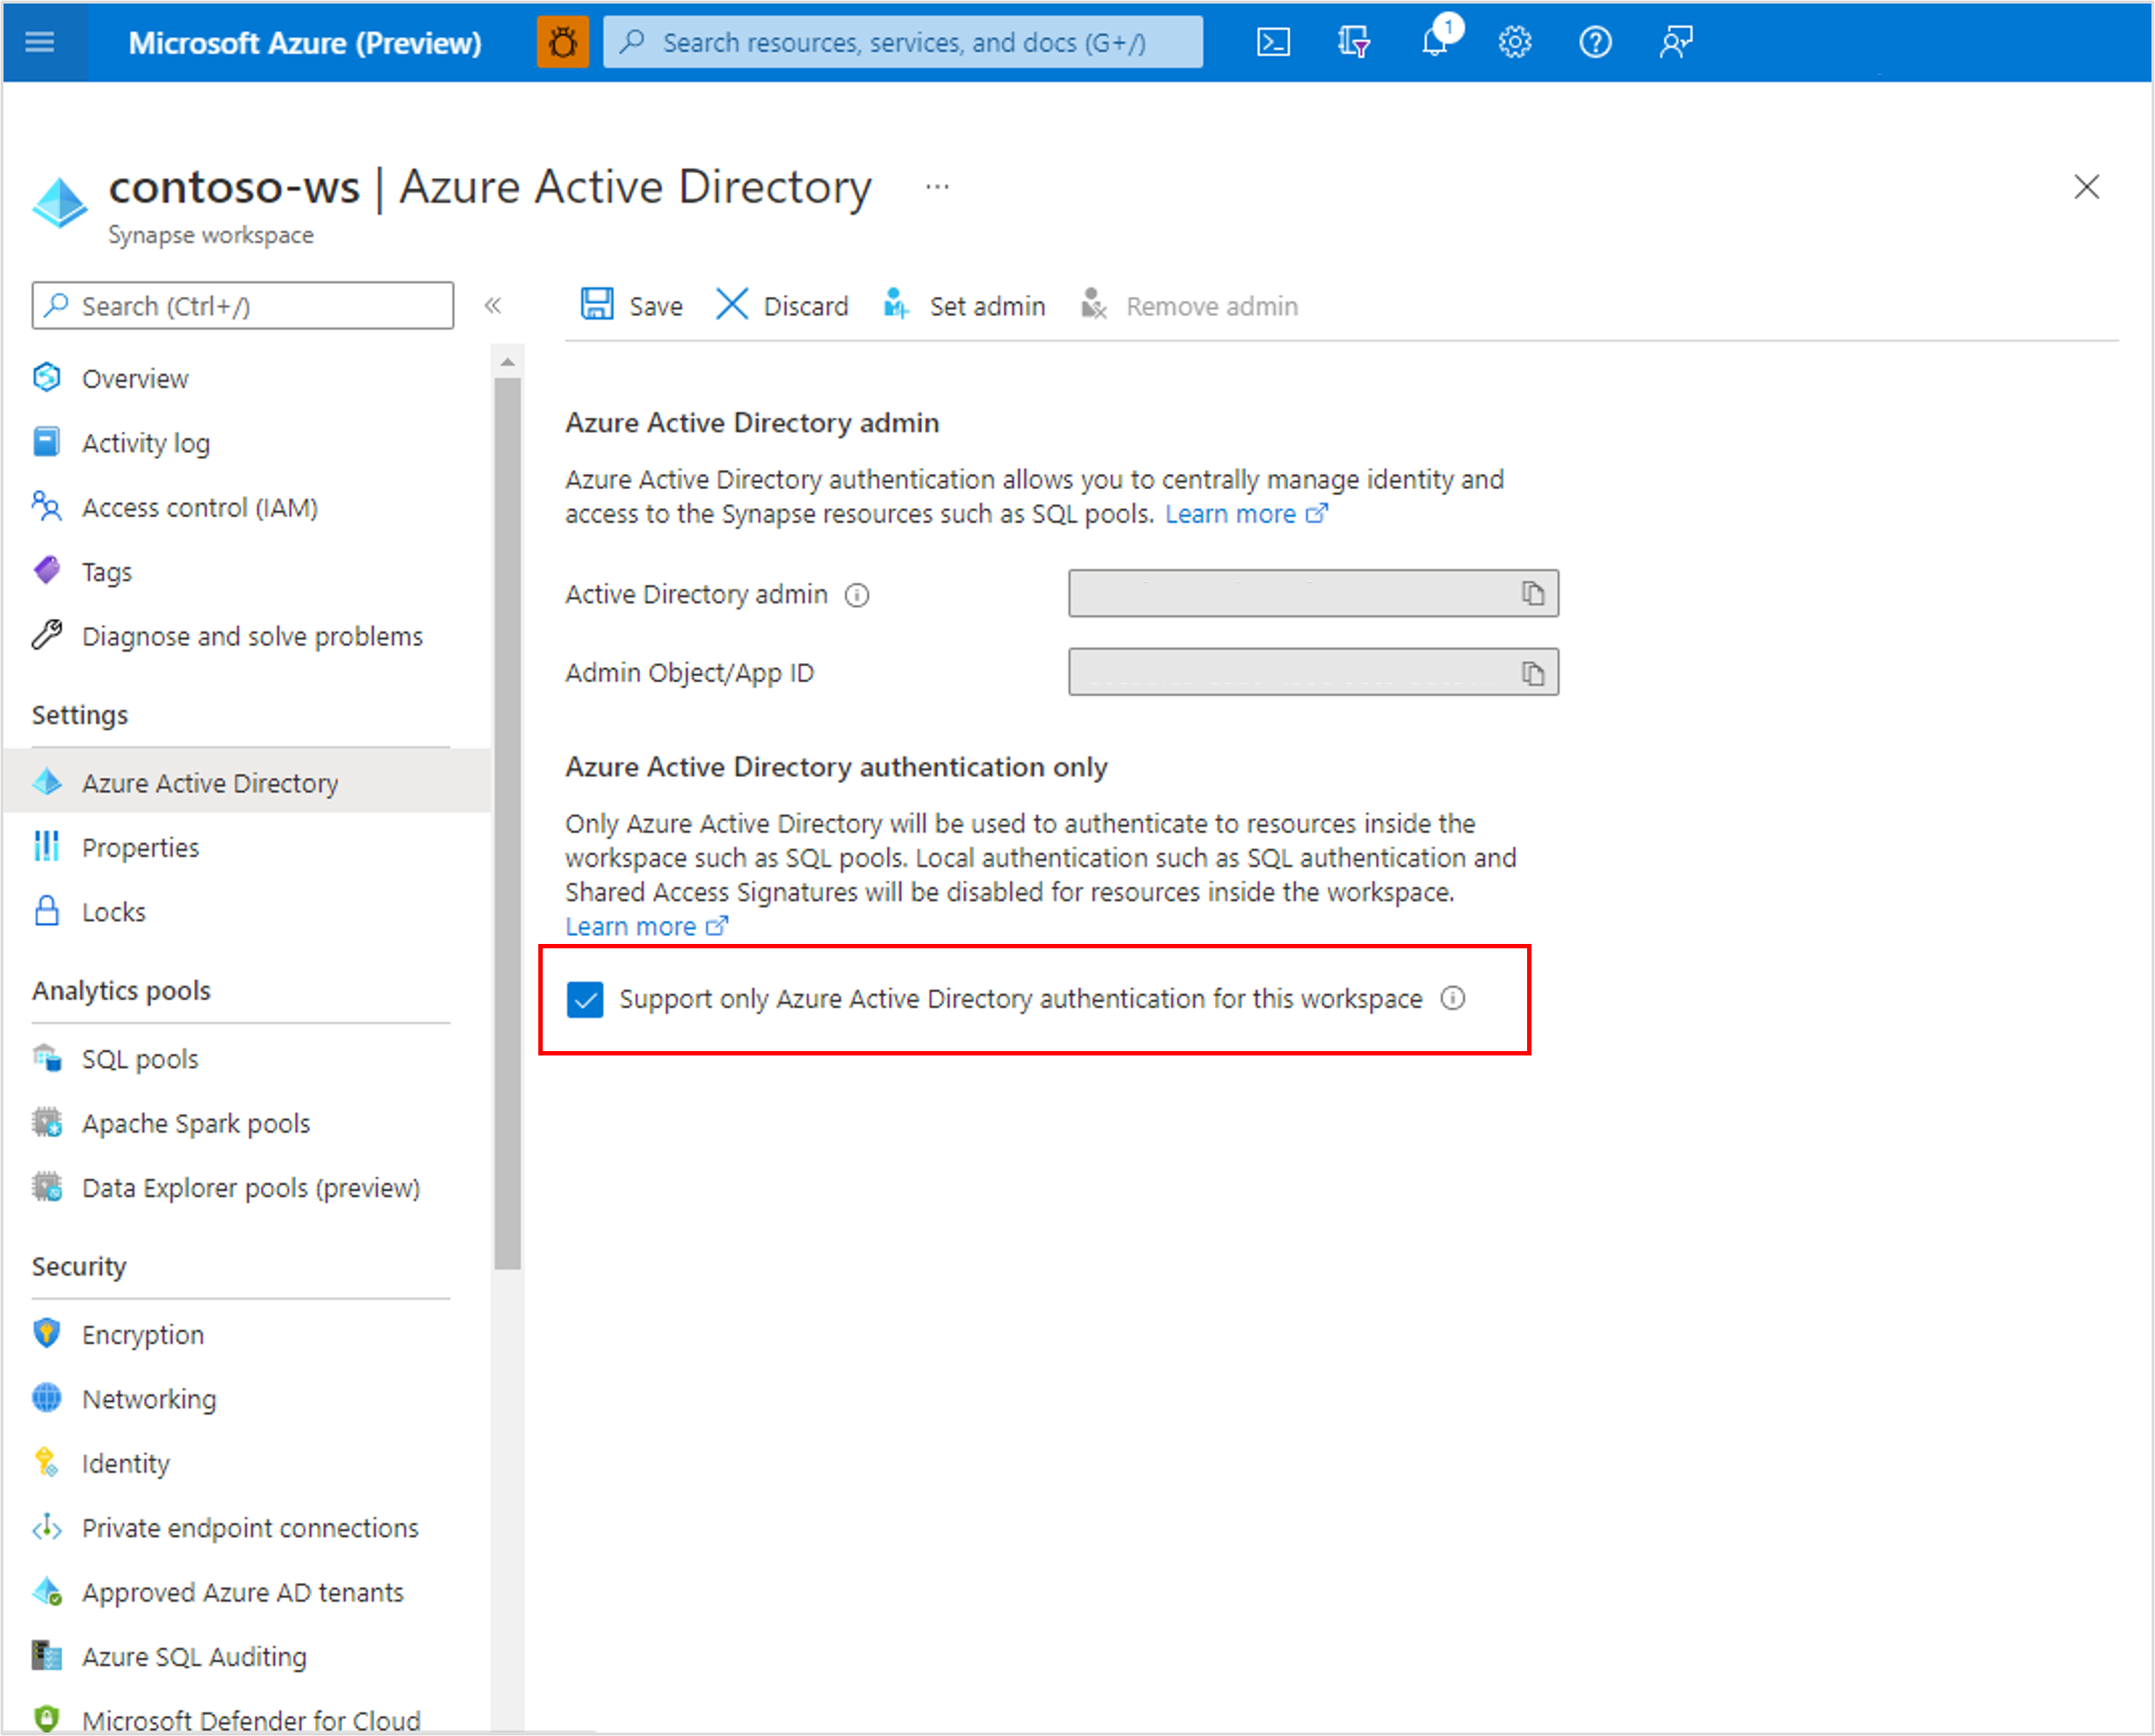 Microsoft Azure (Preview)
Search resources, services, and docs (G+/)
1
contoso-ws | Azure Active Directory ...
Synapse workspace
Search (Ctrl+/)
«
Save
Discard
Set admin
Remove admin
Overview
Activity log
Access control (IAM)
Tags
Diagnose and solve problems
Settings
Azure Active Directory
Properties
Locks
Analytics pools
SQL pools
Apache Spark pools
Data Explorer pools (preview)
Security
Encryption
Networking
Identity
Private endpoint connections
Approved Azure AD tenants
Azure SQL Auditing
Microsoft Defender for Cloud
Azure Active Directory admin
Azure Active Directory authentication allows you to centrally manage identity and
access to the Synapse resources such as SQL pools. Learn more
Active Directory admin
Admin Object/App ID
Azure Active Directory authentication only
Only Azure Active Directory will be used to authenticate to resources inside the
workspace such as SQL pools. Local authentication such as SQL authentication and
Shared Access Signatures will be disabled for resources inside the workspace.
Learn more
Support only Azure Active Directory authentication for this workspace